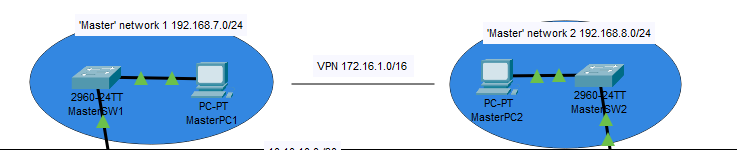 'Master' network 1 192.168.7.0/24
'Master' network 2 192.168.8.0/24
VPN 172.16.1.0/16
2960-24TT
MasterSW1
PC-PT
MasterPC1
PC-PT
MasterPC2
2960-24TT
MasterSW2